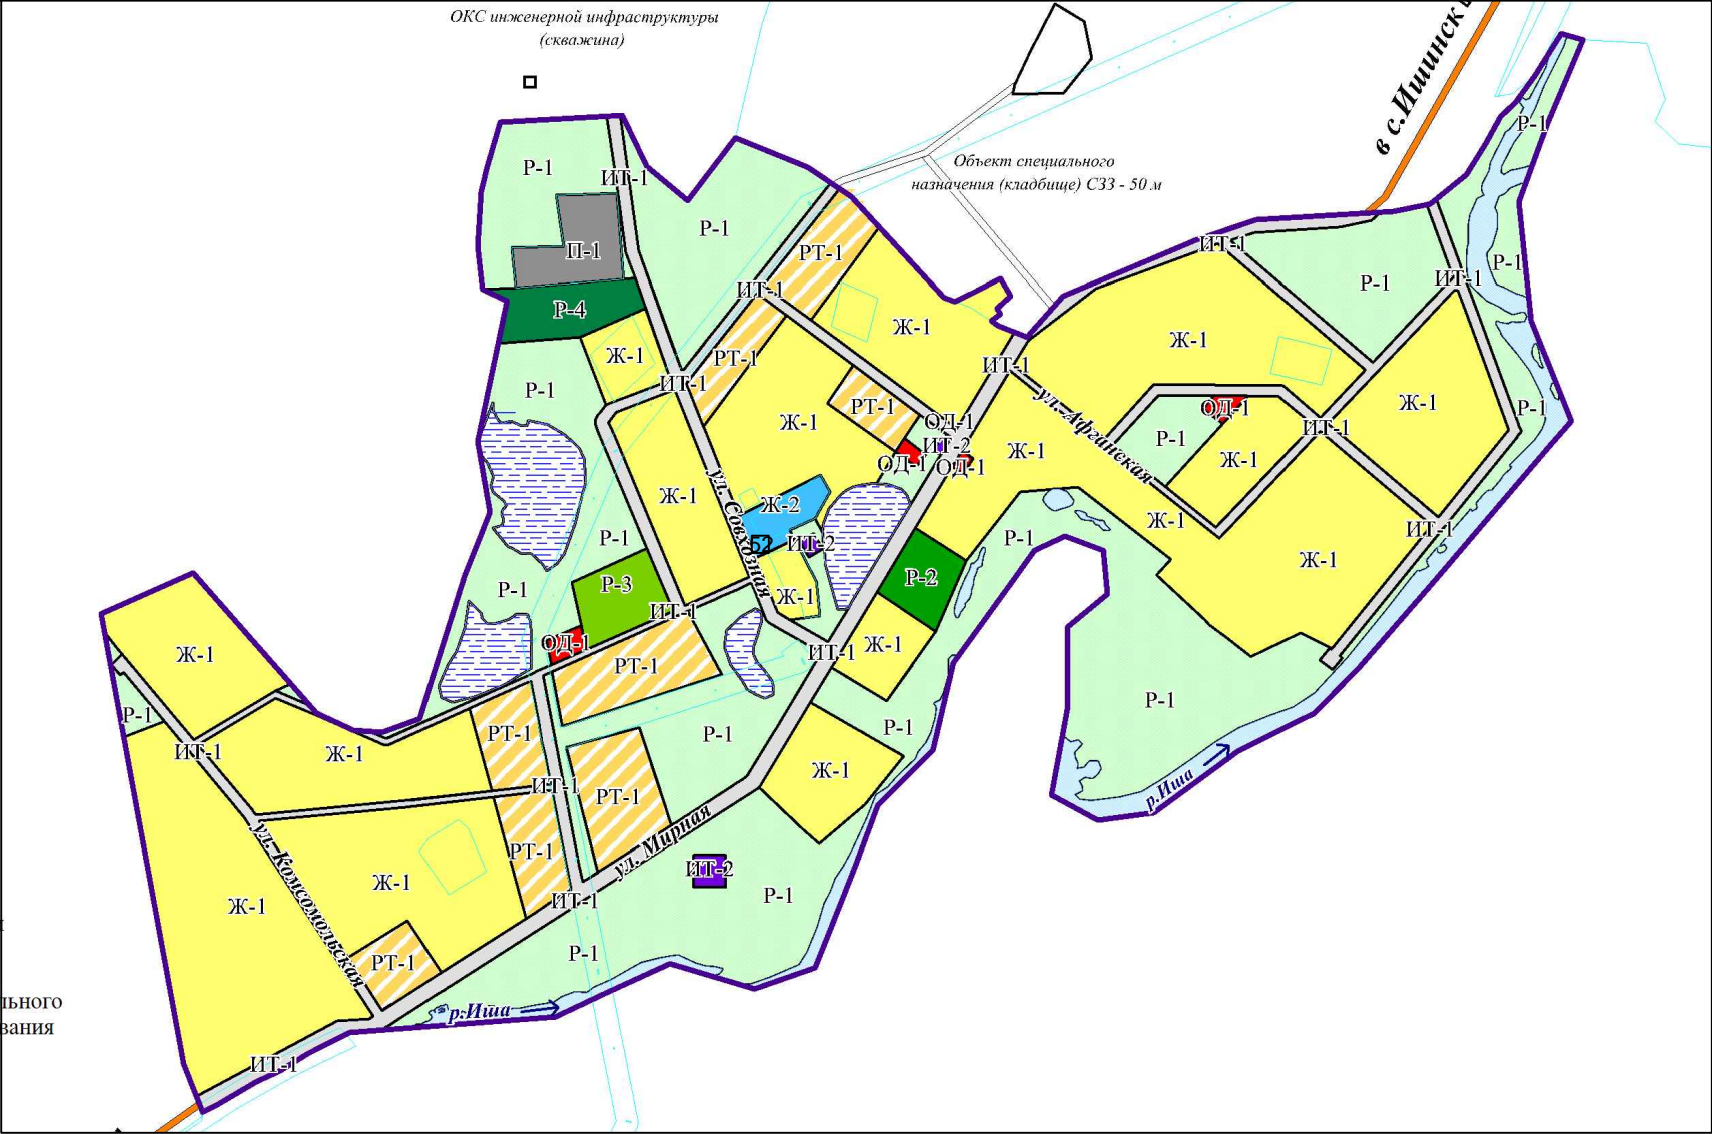 ОКС инженерной инфраструктуры
(скважина)
в с.Ишинск
Объект специального
назначения (кладбище) СЗЗ - 50 м
Р-1
Р-1
ИТ-1
Р-1
П-1
РТ-1
ИТ-1
Р-1
ИТ-1
Р-1
ИТ-1
Р-4
Ж-1
Ж-1
Ж-1
РТ-1
ИТ-1
ИТ-1
Р-1
Ж-1
РТ-1
ул. Афганская
ОД-1
Р-1
Ж-1
ОД-1
ИТ-1
Р-1
ИТ-2
Ж-1
ОД-1
ОД-1
Ж-1
Ж-1
ул. Совхозная
Ж-2
Ж-1
ИТ-1
Р-1
52
ИТ-2
Р-1
Ж-1
Р-1
Р-3
Р-2
Ж-1
ИТ-1
ОД-1
Ж-1
ИТ-1
Ж-1
РТ-1
Р-1
Р-1
Р-1
РТ-1
Р-1
ИТ-1
Ж-1
Ж-1
р.Иша
ИТ-1
РТ-1
ул. Мирная
ул. Комсомольская
РТ-1
ИТ-2
Ж-1
Р-1
Ж-1
ИТ-1
Р-1
РТ-1
р.Иша
льного
вания
ИТ-1